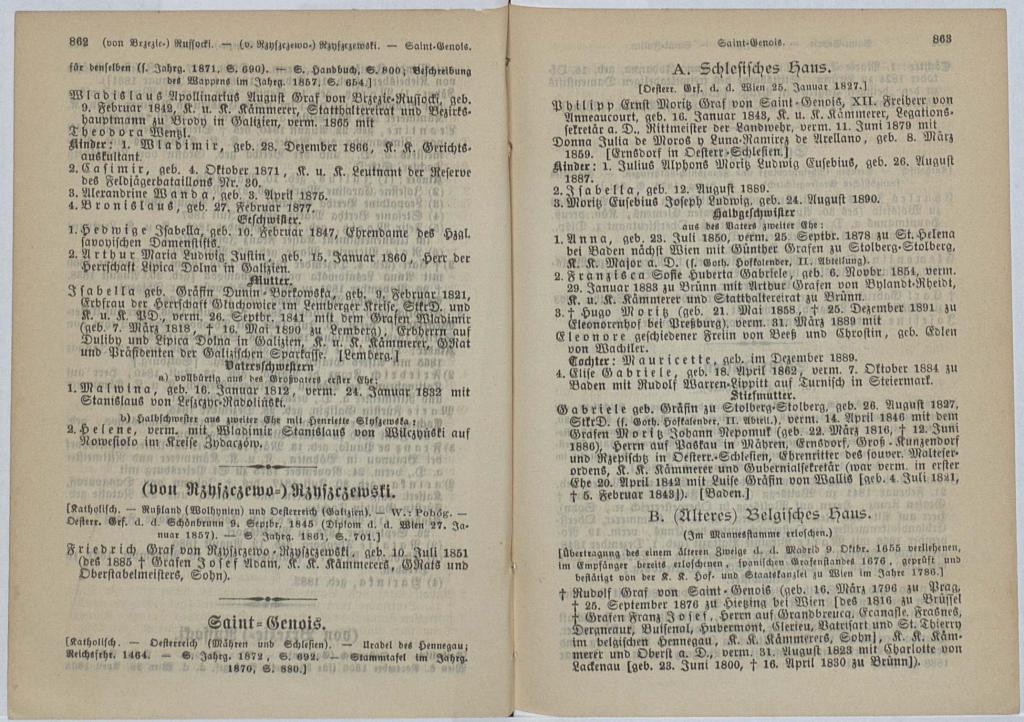 862 (von Brzezie-) Russocki. — (v. Rzyszczewo-) Rzyszczewski. — Saint-Genois.
für denselben (s. Jahrg. 1871, S. 690). — S. Handbuch, S. 800; Beschreibung
des Wappens im Jahrg. 1857, S. 654.]
Wladislaus Apollinarius August Graf von Brzezie-Russocki, geb.
9. Februar 1842, K. u. K. Kämmerer, Statthaltereirat und Bezirks-
hauptmann zu Brody in Galizien, verm. 1865 mit
Theodora Wentzl.
Kinder: 1. Wladimir, geb. 28. Dezember 1866, K. K. Gerichts-
auskultant.
2. Casimir, geb. 4. Oktober 1871, K. u. K. Leutnant der Reserve
des Feldjägerbataillons Nr. 30.
3. Alexandrine Wanda, geb. 3. April 1875.
4. Bronislaus, geb. 27. Februar 1877.
Geschwister.
1. Hedwige Isabella, geb. 10. Februar 1847, Ehrendame des Hzgl.
savoyischen Damenstifts.
2. Arthur Maria Ludwig Justin, geb. 15. Januar 1860, Herr der
Herrschaft Lipica Dolna in Galizien.
Mutter.
Isabella geb. Gräfin Dunin-Borkowska, geb. 9. Februar 1821,
Erbfrau der Herrschaft Gluchowice im Lemberger Kreise, StkrD. und
K. u. K. PD., verm. 26. Septbr. 1841 mit dem Grafen Wladimir
(geb. 7. März 1818, † 16. Mai 1890 zu Lemberg), Erbherrn auf
Duliby und Lipica Dolna in Galizien, K. u. K. Kämmerer, GRat
und Präsidenten der Galizischen Sparkasse. [Lemberg.]
Vaterschwestern
a) vollbürtig aus des Großvaters erster Ehe:
1. Malwina, geb. 16. Januar 1812, verm. 24. Januar 1832 mit
Stanislaus von Leszczyc-Radoliński.
b) Halbschwester aus zweiter Ehe mit Henriette Slyszewska:
2. Helene, verm. mit Wladimir Stanislaus von Wilczyński auf
Nowesiolo im Kreise Zydaczów.
(von Rzyszczewo-) Rzyszczewski.
[Katholisch. — Rußland (Wolhynien) und Oesterreich (Galizien). — W.: Pobóg. —
Oesterr. Grf. d. d. Schönbrunn 9. Septbr. 1845 (Diplom d. d. Wien 27. Ja-
nuar 1857). — S. Jahrg. 1861, S. 701.]
Friedrich Graf von Rzyszczewo-Rzyszczewski, geb. 10. Juli 1851
(des 1885 † Grafen Josef Adam, K. K. Kämmerers, GRats und
Oberstabelmeisters, Sohn).
Saint-Genois.
[Katholisch. — Oesterreich (Mähren und Schlesien). — Uradel des Hennegau;
Reichsfrh. 1464. — S. Jahrg. 1872, S. 692. — Stammtafel im Jahrg.
1870, S. 880.]
Saint-Genois. 863
A. Schlesisches Haus.
[Oesterr. Grf. d. d. Wien 25. Januar 1827.]
Philipp Ernst Moritz Graf von Saint-Genois, XII. Freiherr von
Anneaucourt, geb. 16. Januar 1843, K. u. K. Kämmerer, Legations-
sekretär a. D., Rittmeister der Landwehr, verm. 11. Juni 1879 mit
Donna Julia de Moros y Luna-Ramirez de Arellano, geb. 8. März
1859. [Ernsdorf in Oesterr.-Schlesien.]
Kinder: 1. Julius Alphons Moritz Ludwig Eusebius, geb. 26. August
1887.
2. Isabella, geb. 12. August 1889.
3. Moritz Eusebius Joseph Ludwig, geb. 24. August 1890.
Halbgeschwister
aus des Vaters zweiter Ehe:
1. Anna, geb. 23. Juli 1850, verm. 25. Septbr. 1878 zu St. Helena
bei Baden nächst Wien mit Günther Grafen zu Stolberg-Stolberg,
K. K. Major a. D. (s. Goth. Hofkalender, II. Abteilung).
2. Francisca Sofie Huberta Gabriele, geb. 6. Novbr. 1854, verm.
29. Januar 1883 zu Brünn mit Arthur Grafen von Bylandt-Rheidt,
K. u. K. Kämmerer und Statthaltereirat zu Brünn.
3. † Hugo Moritz (geb. 21. Mai 1858, † 25. Dezember 1891 zu
Eleonorenhof bei Preßburg), verm. 31. März 1889 mit
Eleonore geschiedener Freiin von Beeß und Chrostin, geb. Edlen
von Wachtler.
Tochter: Mauricette, geb. im Dezember 1889.
4. Elise Gabriele, geb. 18. April 1862, verm. 7. Oktober 1884 zu
Baden mit Rudolf Warren-Lippitt auf Turnisch in Steiermark.
Stiefmutter.
Gabriele geb. Gräfin zu Stolberg-Stolberg, geb. 26. August 1827,
StkrD. (s. Goth. Hofkalender, II. Abteil.), verm. 14. April 1846 mit dem
Grafen Moritz Johann Nepomuk (geb. 22. März 1816, † 12. Juni
1886), Herrn auf Paskau in Mähren, Ernsdorf, Groß-Kunzendorf
und Rzepischtz in Oesterr.-Schlesien, Ehrenritter des souver. Malteser-
ordens, K. K. Kämmerer und Gubernialsekretär (war verm. in erster
Ehe 20. April 1842 mit Luise Gräfin von Wallis [geb. 4. Juli 1821,
† 5. Februar 1843]). [Baden.]
B. (Älteres) Belgisches Haus.
(Im Mannesstamme erloschen.)
[Übertragung des einem älteren Zweige d. d. Madrid 9. Oktbr. 1655 verliehenen,
im Empfänger bereits erloschenen, spanischen Grafenstandes 1676, geprüft und
bestätigt von der K. K. Hof- und Staatskanzlei zu Wien im Jahre 1786.]
† Rudolf Graf von Saint-Genois (geb. 16. März 1796 zu Prag,
† 25. September 1876 zu Hietzing bei Wien [des 1816 zu Brüssel
† Grafen Franz Josef, Herrn auf Grandbreucq, Ecanaffe, Frasnes,
Dergneaux, Buissenal, Hubermont, Clerieu, Batrisart und St. Thierry
im belgischen Hennegau, K. K. Kämmerers, Sohn], K. K. Käm-
merer und Oberst a. D., verm. 31. August 1823 mit Charlotte von
Lackenau [geb. 23. Juni 1800, † 16. April 1830 zu Brünn]).